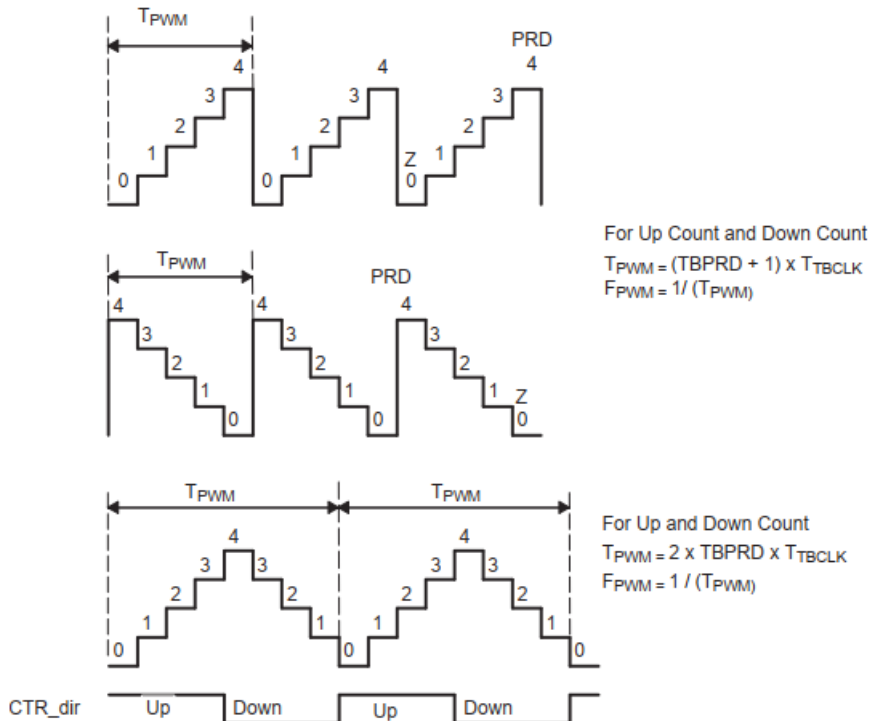 TPWM
PRD
4 4 4
3 3 3
2 2 2
1 1 Z 1
0 0 0
For Up Count and Down Count
TPWM = (TBPRD + 1) x TTBCLK
FPWM = 1/ (TPWM)
TPWM
PRD
4 4 4
3 3 3
2 2 2
1 1 1 Z
0 0 0
TPWM TPWM
For Up and Down Count
TPWM = 2 x TBPRD x TTBCLK
FPWM = 1 / (TPWM)
4 4
3 3 3 3
2 2 2 2
1 1 1 1
0 0 0
CTR_dir Up Down Up Down